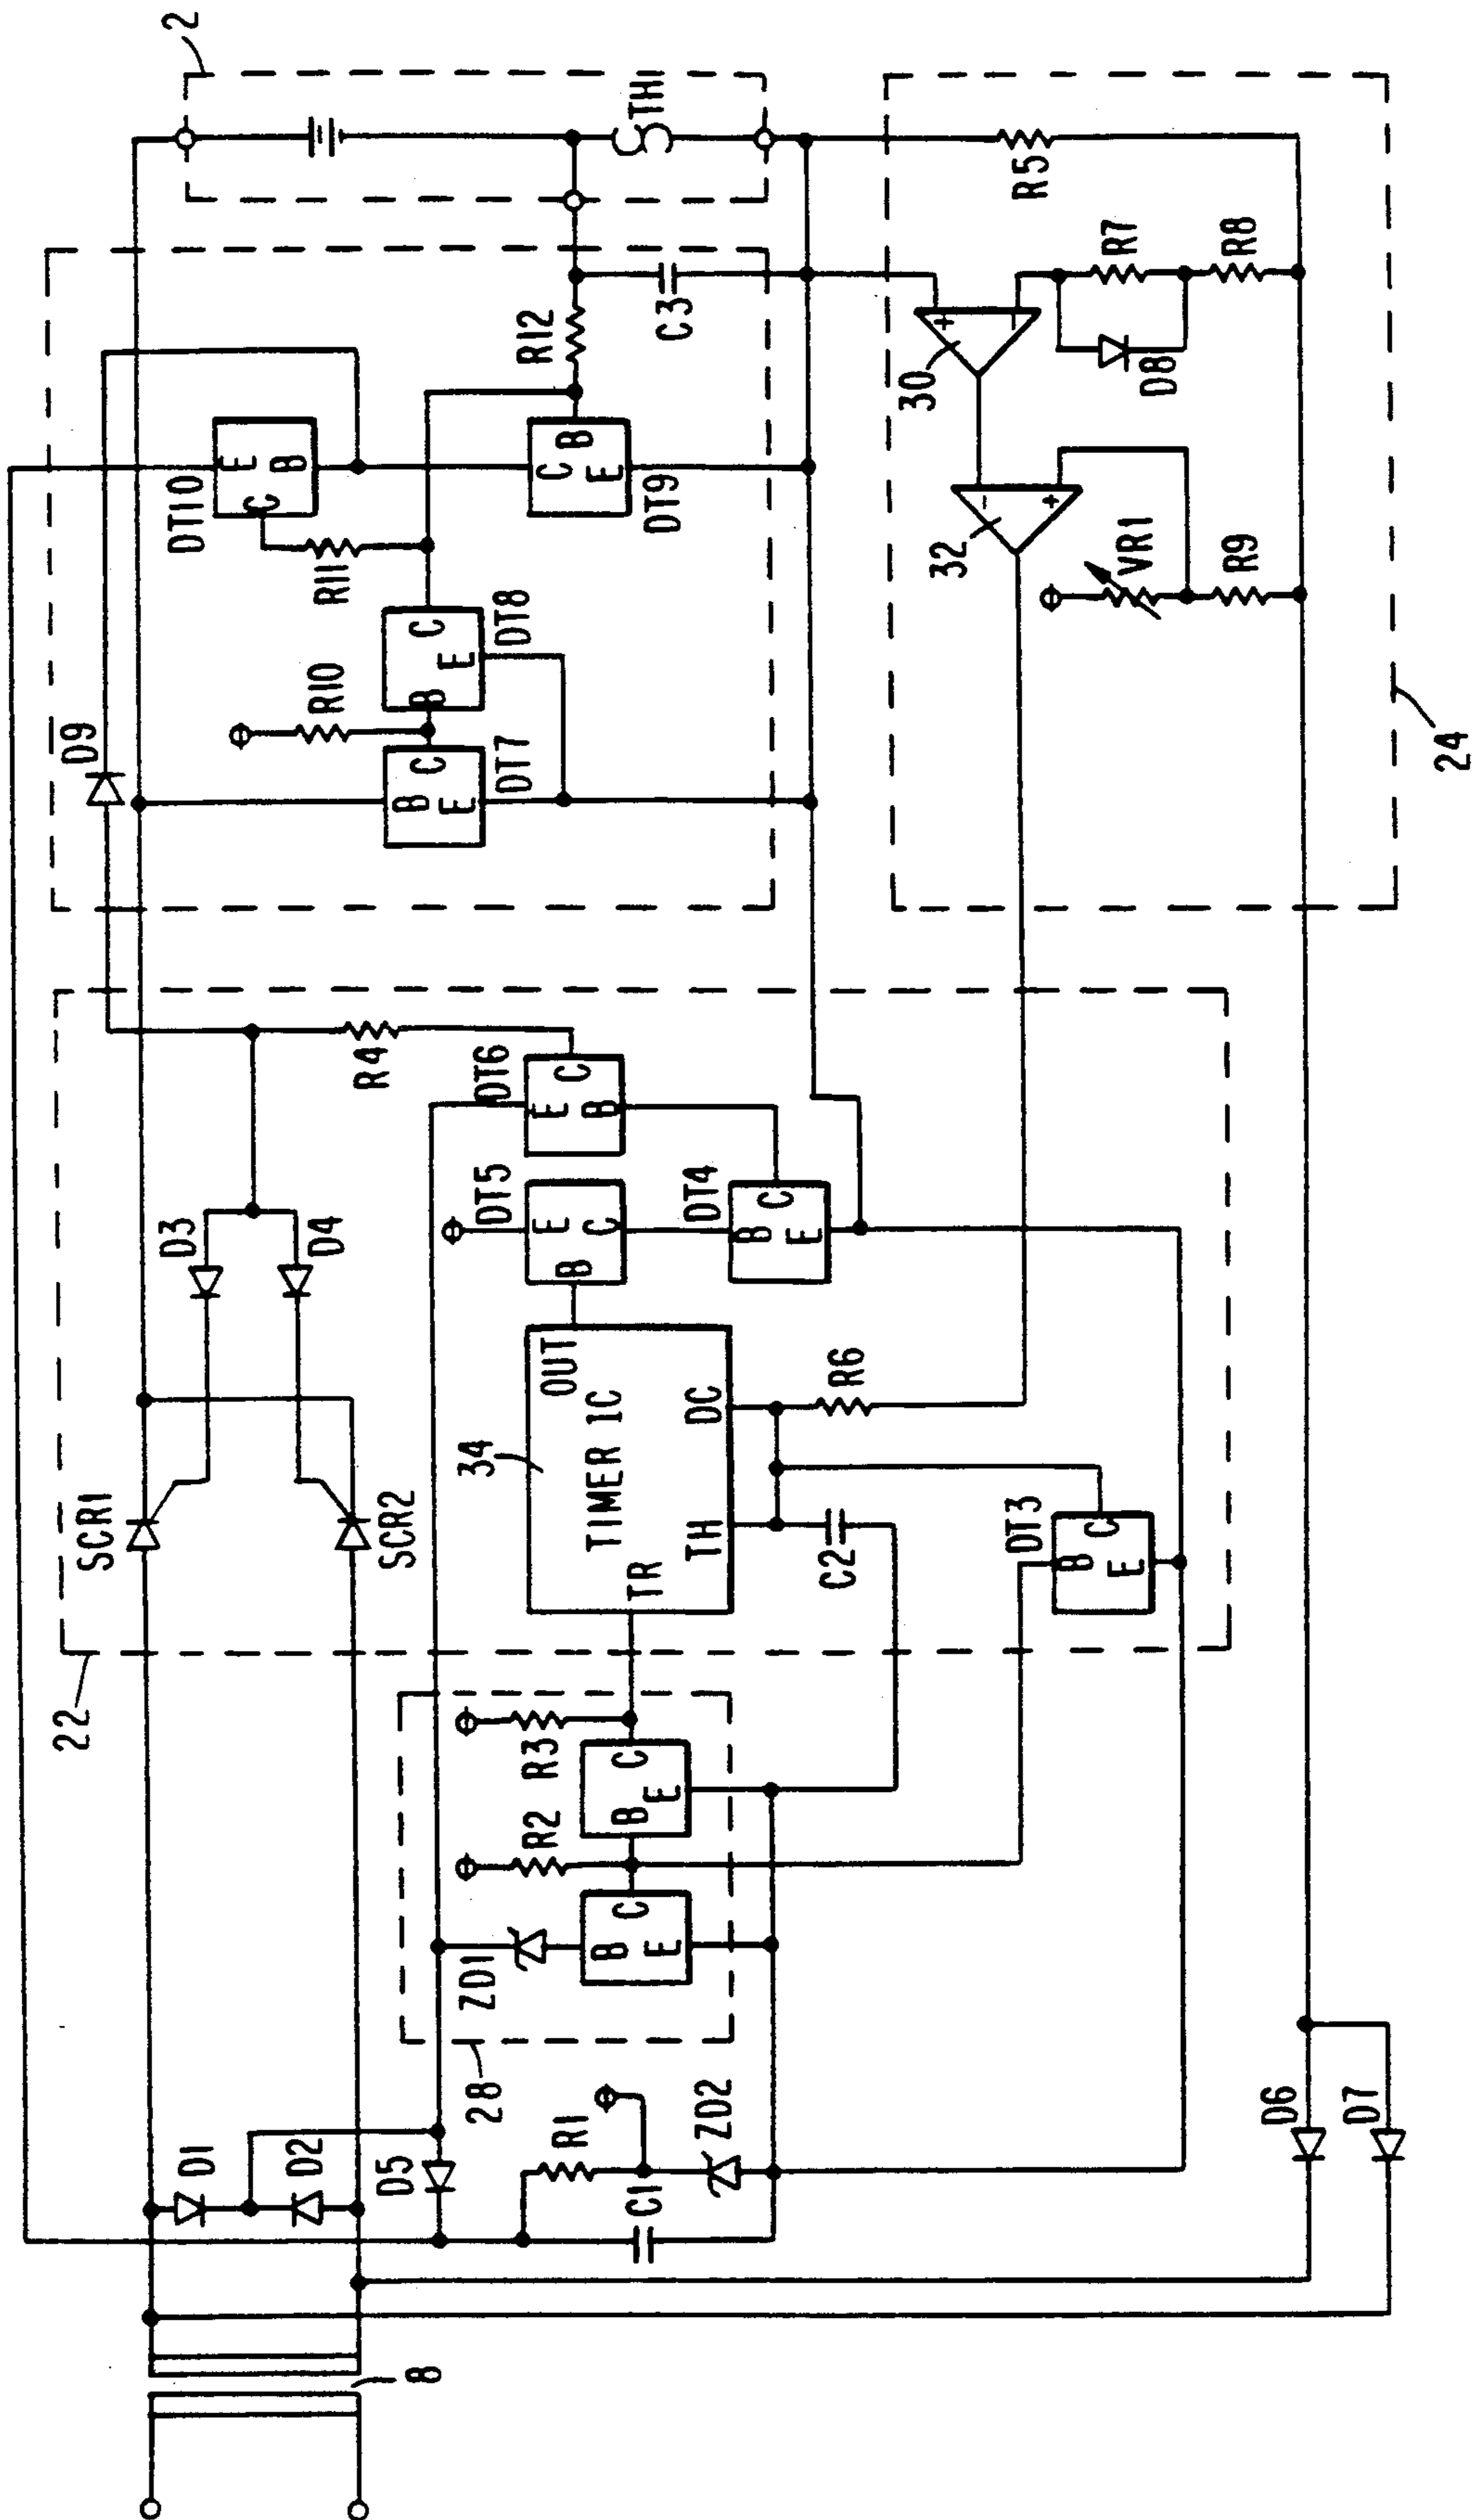 2
TH1
D9
DT10
E
B
C
R12
C3
R5
R11
DT8
C
E
B
C
B
E
DT9
30
+
−
R7
R8
D8
R10
DT7
B
C
E
32
-
+
VR1
R9
24
D3
D4
R4
DT6
E
C
B
DT5
E
C
B
DT4
B
C
E
SCR1
SCR2
34
OUT
TIMER IC
DC
TR
TH
R6
C2
DT3
B
C
E
22
R3
R2
B
C
E
B
C
E
ZD1
28
D1
D2
D5
R1
ZD2
C1
D6
D7
8